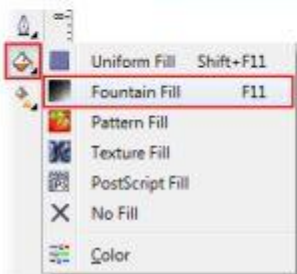 Uniform Fill Shift+F11
Fountain Fill F11
Pattern Fill
Texture Fill
PostScript Fill
No Fill
Color